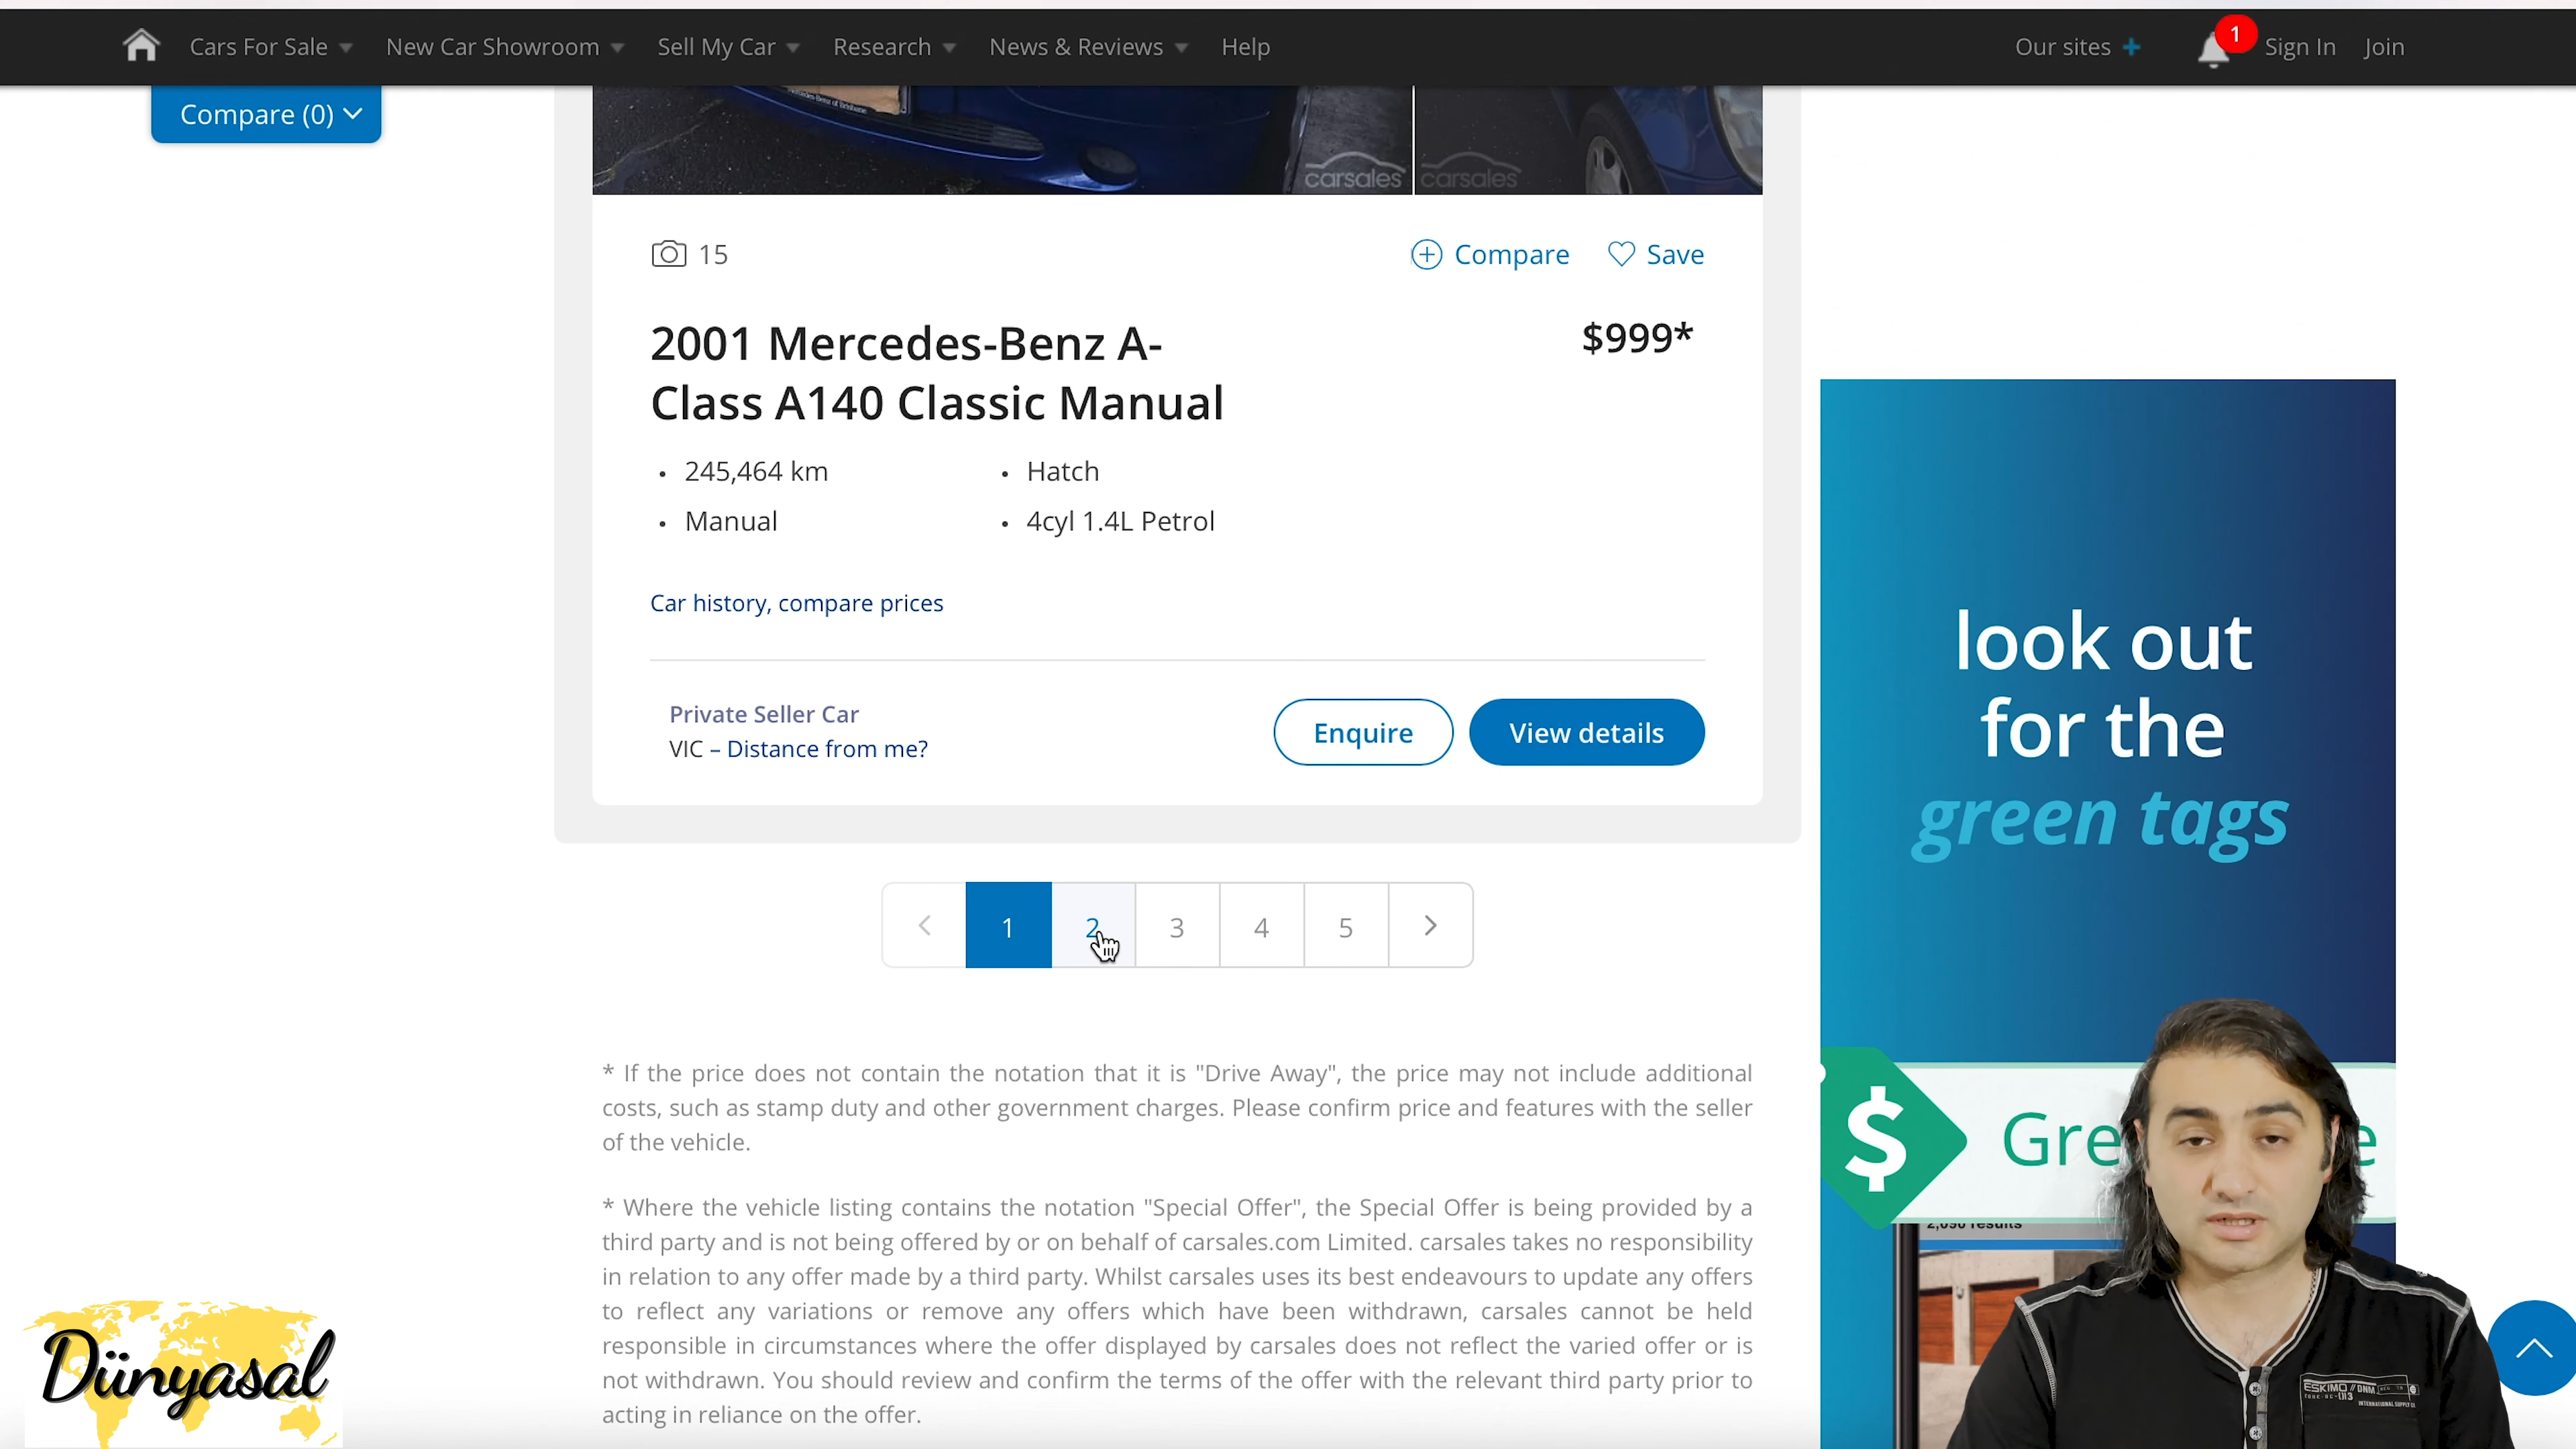 Cars For Sale New Car Showroom Sell My Car Research News & Reviews Help Our sites + 1 Sign In Join
Compare (0)
Mercedes-Benz of Brisbane
carsales carsales
15 Compare Save
2001 Mercedes-Benz A-
Class A140 Classic Manual
$999*
• 245,464 km • Hatch
• Manual • 4cyl 1.4L Petrol
Car history, compare prices
Private Seller Car
VIC – Distance from me?
Enquire View details
1 2 3 4 5
* If the price does not contain the notation that it is "Drive Away", the price may not include additional
costs, such as stamp duty and other government charges. Please confirm price and features with the seller
of the vehicle.
* Where the vehicle listing contains the notation "Special Offer", the Special Offer is being provided by a
third party and is not being offered by or on behalf of carsales.com Limited. carsales takes no responsibility
in relation to any offer made by a third party. Whilst carsales uses its best endeavours to update any offers
to reflect any variations or remove any offers which have been withdrawn, carsales cannot be held
responsible in circumstances where the offer displayed by carsales does not reflect the varied offer or is
not withdrawn. You should review and confirm the terms of the offer with the relevant third party prior to
acting in reliance on the offer.
look out
for the
green tags
$ Gre e
results
ESKIMO // DNM
Dünyasal